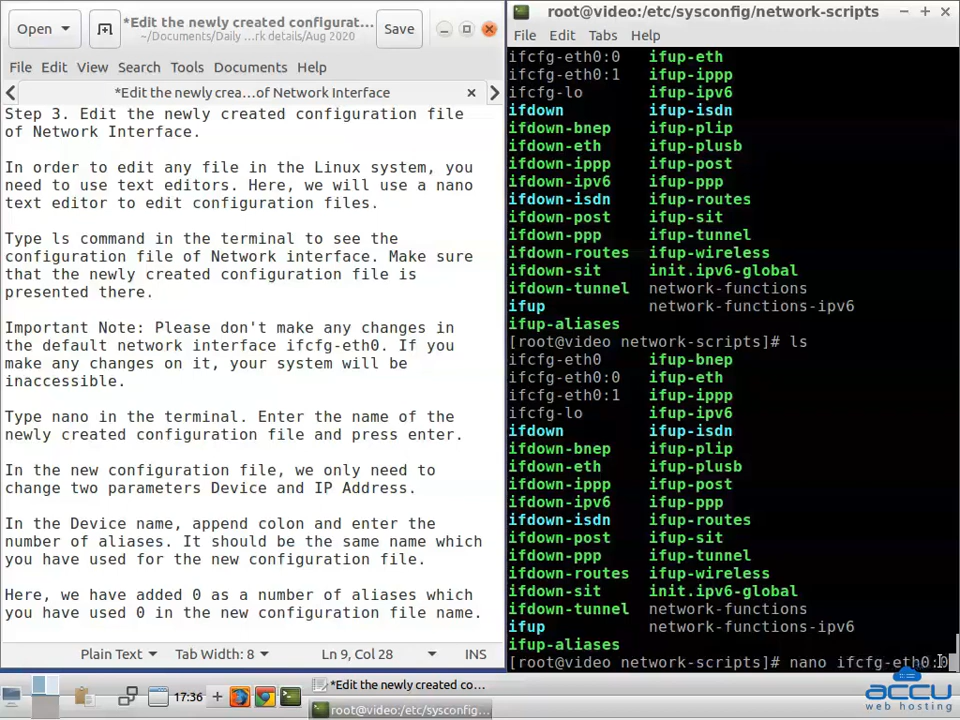 Open
*Edit the newly created configurat...
~/Documents/Daily ...rk details/Aug 2020
Save
File Edit View Search Tools Documents Help
*Edit the newly crea...of Network Interface
Step 3. Edit the newly created configuration file
of Network Interface.
In order to edit any file in the Linux system, you
need to use text editors. Here, we will use a nano
text editor to edit configuration files.
Type ls command in the terminal to see the
configuration file of Network interface. Make sure
that the newly created configuration file is
presented there.
Important Note: Please don't make any changes in
the default network interface ifcfg-eth0. If you
make any changes on it, your system will be
inaccessible.
Type nano in the terminal. Enter the name of the
newly created configuration file and press enter.
In the new configuration file, we only need to
change two parameters Device and IP Address.
In the Device name, append colon and enter the
number of aliases. It should be the same name which
you have used for the new configuration file.
Here, we have added 0 as a number of aliases which
you have used 0 in the new configuration file name.
Plain Text Tab Width: 8 Ln 9, Col 28 INS
root@video:/etc/sysconfig/network-scripts
File Edit Tabs Help
ifcfg-eth0:0 ifup-eth
ifcfg-eth0:1 ifup-ippp
ifcfg-lo ifup-ipv6
ifdown ifup-isdn
ifdown-bnep ifup-plip
ifdown-eth ifup-plusb
ifdown-ippp ifup-post
ifdown-ipv6 ifup-ppp
ifdown-isdn ifup-routes
ifdown-post ifup-sit
ifdown-ppp ifup-tunnel
ifdown-routes ifup-wireless
ifdown-sit init.ipv6-global
ifdown-tunnel network-functions
ifup network-functions-ipv6
ifup-aliases
[root@video network-scripts]# ls
ifcfg-eth0 ifup-bnep
ifcfg-eth0:0 ifup-eth
ifcfg-eth0:1 ifup-ippp
ifcfg-lo ifup-ipv6
ifdown ifup-isdn
ifdown-bnep ifup-plip
ifdown-eth ifup-plusb
ifdown-ippp ifup-post
ifdown-ipv6 ifup-ppp
ifdown-isdn ifup-routes
ifdown-post ifup-sit
ifdown-ppp ifup-tunnel
ifdown-routes ifup-wireless
ifdown-sit init.ipv6-global
ifdown-tunnel network-functions
ifup network-functions-ipv6
ifup-aliases
[root@video network-scripts]# nano ifcfg-eth0:0
17:36
*Edit the newly created co...
root@video:/etc/sysconfig...
accu
web hosting